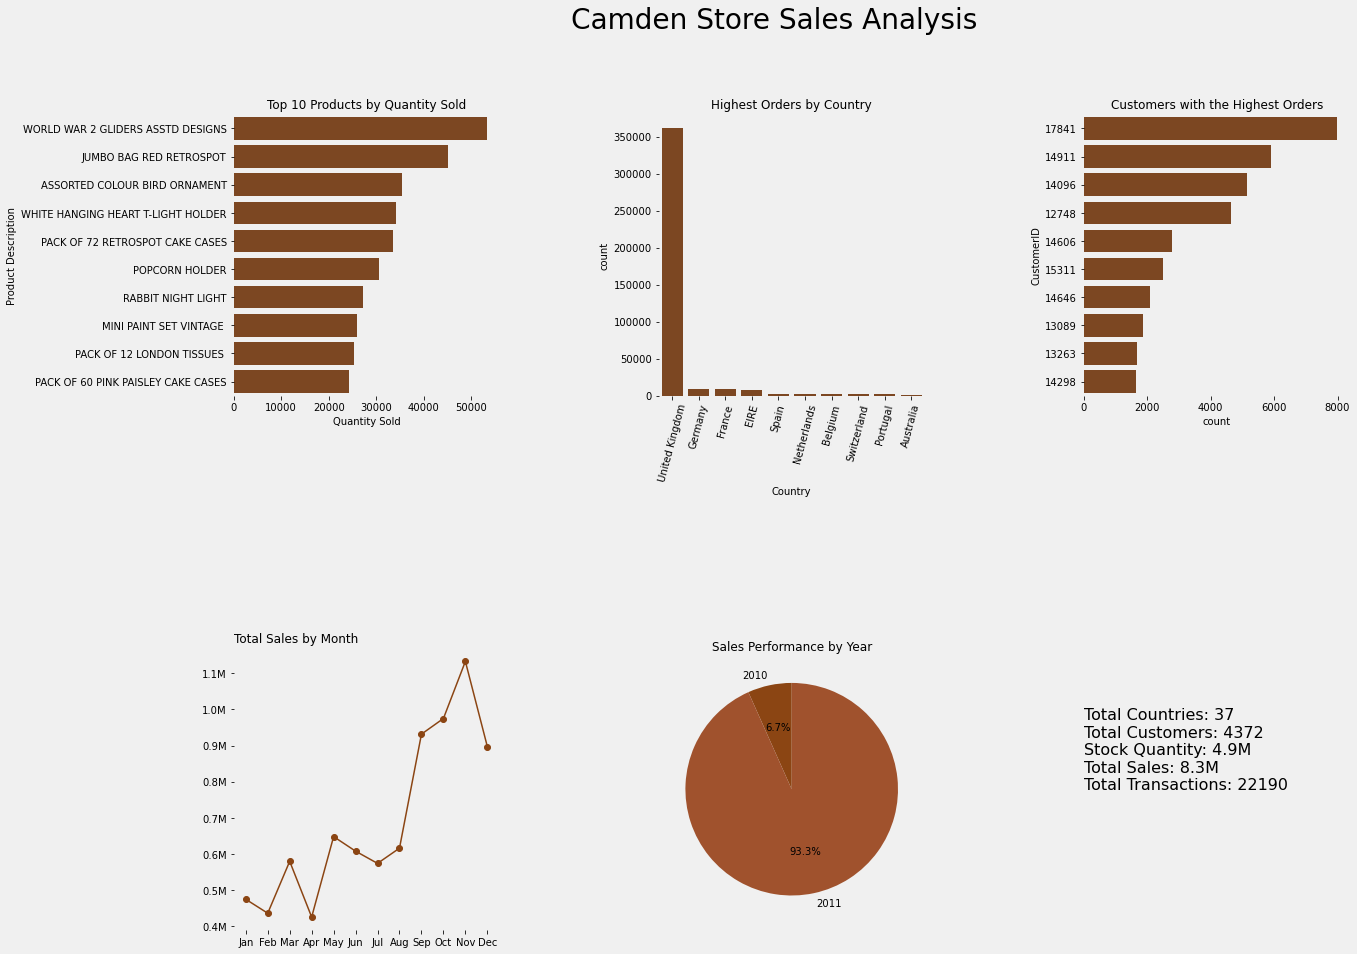 Camden Store Sales Analysis
Top 10 Products by Quantity Sold
Product Description
WORLD WAR 2 GLIDERS ASSTD DESIGNS
JUMBO BAG RED RETROSPOT
ASSORTED COLOUR BIRD ORNAMENT
WHITE HANGING HEART T-LIGHT HOLDER
PACK OF 72 RETROSPOT CAKE CASES
POPCORN HOLDER
RABBIT NIGHT LIGHT
MINI PAINT SET VINTAGE
PACK OF 12 LONDON TISSUES
PACK OF 60 PINK PAISLEY CAKE CASES
0 10000 20000 30000 40000 50000
Quantity Sold
Highest Orders by Country
count
350000
300000
250000
200000
150000
100000
50000
0
United Kingdom
Germany
France
EIRE
Spain
Netherlands
Belgium
Switzerland
Portugal
Australia
Country
Customers with the Highest Orders
CustomerID
17841
14911
14096
12748
14606
15311
14646
13089
13263
14298
0 2000 4000 6000 8000
count
Total Sales by Month
1.1M
1.0M
0.9M
0.8M
0.7M
0.6M
0.5M
0.4M
Jan Feb Mar Apr May Jun Jul Aug Sep Oct Nov Dec
Sales Performance by Year
2010
6.7%
93.3%
2011
Total Countries: 37
Total Customers: 4372
Stock Quantity: 4.9M
Total Sales: 8.3M
Total Transactions: 22190